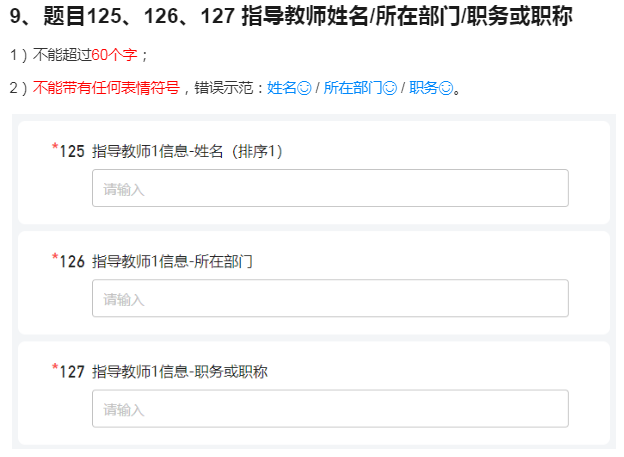 9、题目125、126、127 指导教师姓名/所在部门/职务或职称
1）不能超过60个字；
2）不能带有任何表情符号，错误示范：姓名☺ / 所在部门☺ / 职务☺。
*125 指导教师1信息-姓名（排序1）
请输入
*126 指导教师1信息-所在部门
请输入
*127 指导教师1信息-职务或职称
请输入